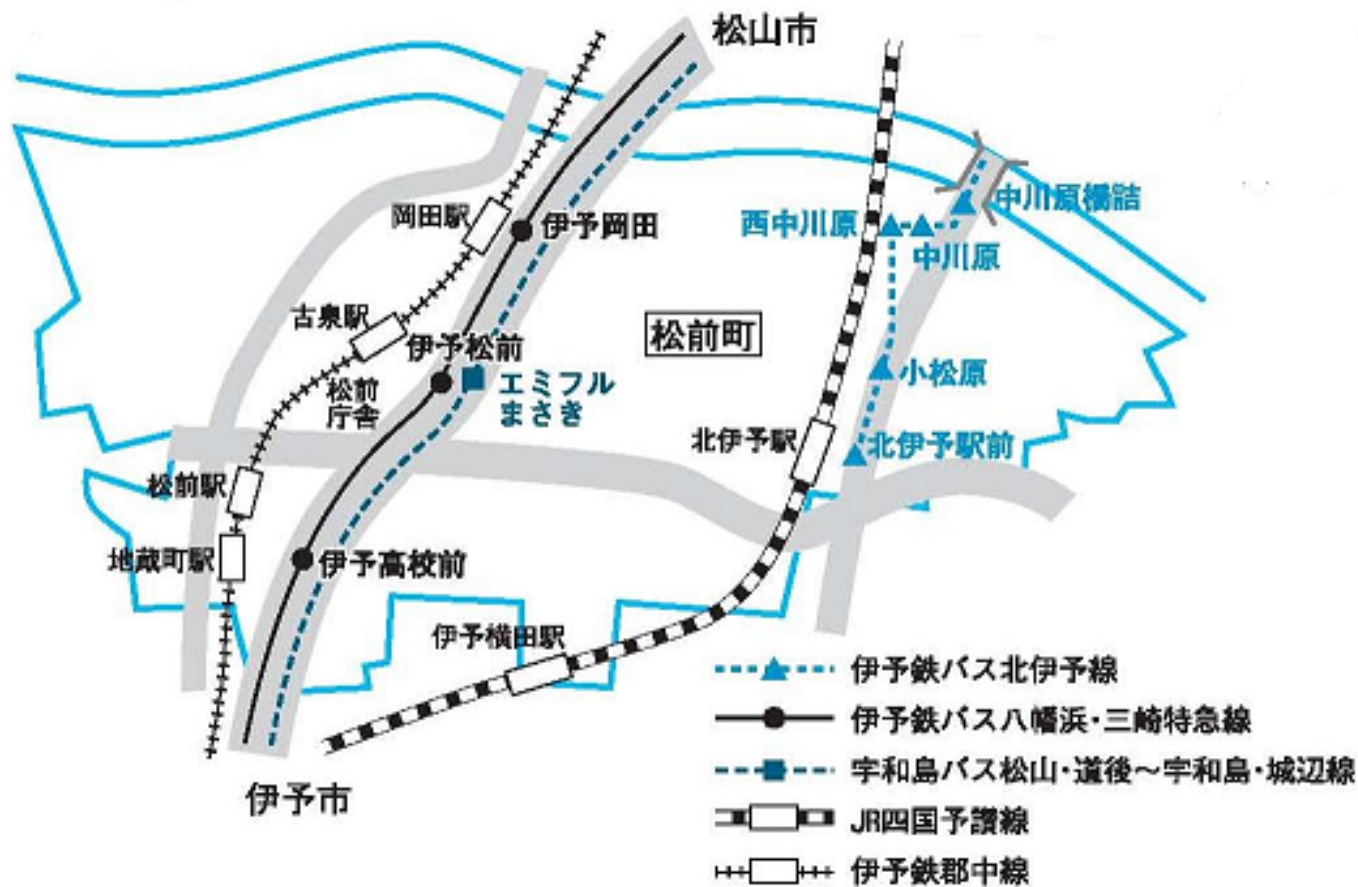 松山市
岡田駅
伊予岡田
西中川原
中川原橋詰
中川原
古泉駅
伊予松前
松前町
松前
庁舎
エミフル
まさき
小松原
北伊予駅
北伊予駅前
松前駅
地蔵町駅
伊予高校前
伊予横田駅
伊予市
伊予鉄バス北伊予線
伊予鉄バス八幡浜・三崎特急線
宇和島バス松山・道後～宇和島・城辺線
JR四国予讃線
伊予鉄郡中線